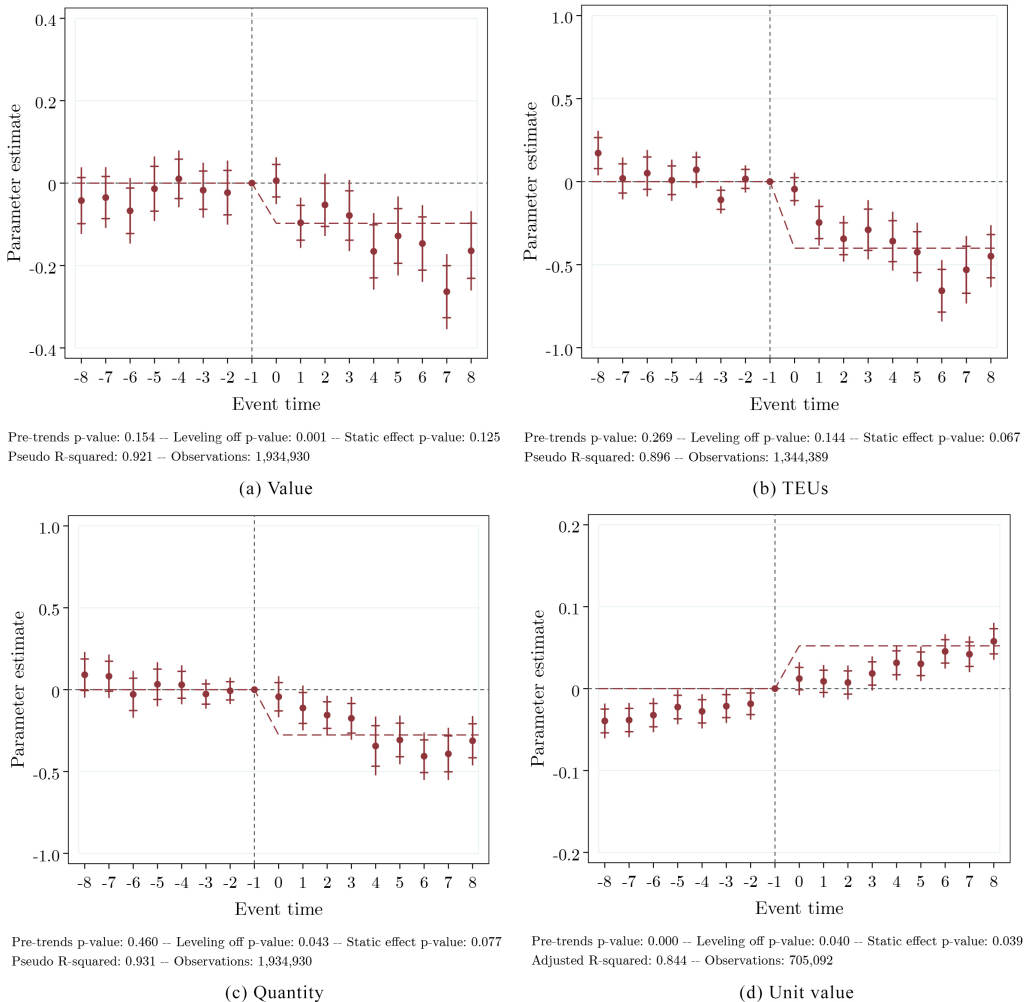 0.4
0.2
0
-0.2
-0.4
Parameter estimate
-8 -7 -6 -5 -4 -3 -2 -1 0 1 2 3 4 5 6 7 8
Event time
Pre-trends p-value: 0.154 -- Leveling off p-value: 0.001 -- Static effect p-value: 0.125
Pseudo R-squared: 0.921 -- Observations: 1,934,930
(a) Value
1.0
0.5
0
-0.5
-1.0
Parameter estimate
-8 -7 -6 -5 -4 -3 -2 -1 0 1 2 3 4 5 6 7 8
Event time
Pre-trends p-value: 0.269 -- Leveling off p-value: 0.144 -- Static effect p-value: 0.067
Pseudo R-squared: 0.896 -- Observations: 1,344,389
(b) TEUs
1.0
0.5
0
-0.5
-1.0
Parameter estimate
-8 -7 -6 -5 -4 -3 -2 -1 0 1 2 3 4 5 6 7 8
Event time
Pre-trends p-value: 0.460 -- Leveling off p-value: 0.043 -- Static effect p-value: 0.077
Pseudo R-squared: 0.931 -- Observations: 1,934,930
(c) Quantity
0.2
0.1
0
-0.1
-0.2
Parameter estimate
-8 -7 -6 -5 -4 -3 -2 -1 0 1 2 3 4 5 6 7 8
Event time
Pre-trends p-value: 0.000 -- Leveling off p-value: 0.040 -- Static effect p-value: 0.039
Adjusted R-squared: 0.844 -- Observations: 705,092
(d) Unit value